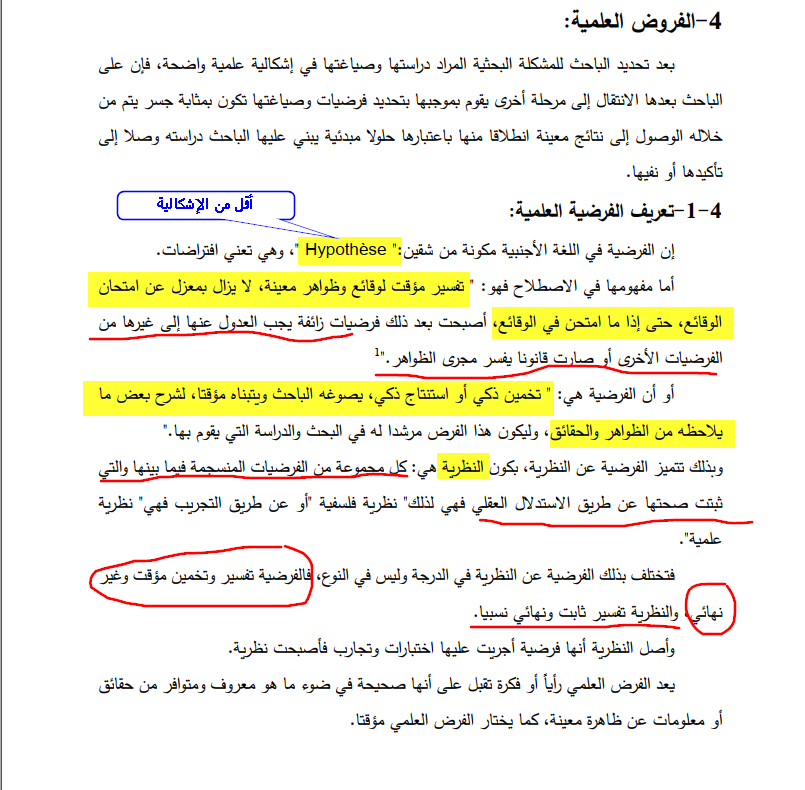 4-الفروض العلمية:
بعد تحديد الباحث للمشكلة البحثية المراد دراستها وصياغتها في إشكالية علمية واضحة، فإن على
الباحث بعدها الانتقال إلى مرحلة أخرى يقوم بموجبها بتحديد فرضيات وصياغتها تكون بمثابة جسر يتم من
خلاله الوصول إلى نتائج معينة انطلاقا منها باعتبارها حلولا مبدئية يبني عليها الباحث دراسته وصلا إلى
تأكيدها أو نفيها.
أقل من الإشكالية
4-1-تعريف الفرضية العلمية:
إن الفرضية في اللغة الأجنبية مكونة من شقين:" Hypothèse "، وهي تعني افتراضات.
أما مفهومها في الاصطلاح فهو: " تفسير مؤقت لوقائع وظواهر معينة، لا يزال بمعزل عن امتحان
الوقائع، حتى إذا ما امتحن في الوقائع، أصبحت بعد ذلك فرضيات زائفة يجب العدول عنها إلى غيرها من
الفرضيات الأخرى أو صارت قانونا يفسر مجرى الظواهر."1
أو أن الفرضية هي: " تخمين ذكي أو استنتاج ذكي، يصوغه الباحث ويتبناه مؤقتا، لشرح بعض ما
يلاحظه من الظواهر والحقائق، وليكون هذا الفرض مرشدا له في البحث والدراسة التي يقوم بها."
وبذلك تتميز الفرضية عن النظرية، بكون النظرية هي: كل مجموعة من الفرضيات المنسجمة فيما بينها والتي
ثبتت صحتها عن طريق الاستدلال العقلي فهي لذلك" نظرية فلسفية "أو عن طريق التجريب فهي" نظرية
علمية".
فتختلف بذلك الفرضية عن النظرية في الدرجة وليس في النوع، فالفرضية تفسير وتخمين مؤقت وغير
نهائي، والنظرية تفسير ثابت ونهائي نسبيا.
وأصل النظرية أنها فرضية أجريت عليها اختبارات وتجارب فأصبحت نظرية.
يعد الفرض العلمي رأياً أو فكرة تقبل على أنها صحيحة في ضوء ما هو معروف ومتوافر من حقائق
أو معلومات عن ظاهرة معينة، كما يختار الفرض العلمي مؤقتا.